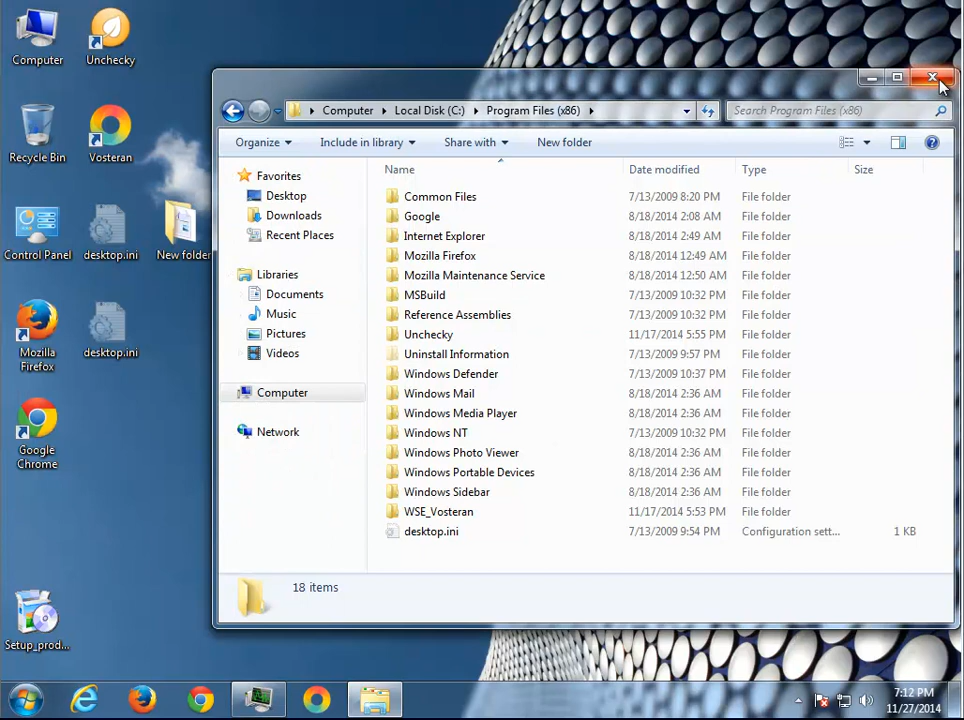 Computer
Unchecky
Recycle Bin
Vosteran
Control Panel
desktop.ini
New folder
Mozilla
Firefox
desktop.ini
Google
Chrome
Setup_prod...
Computer
Local Disk (C:)
Program Files (x86)
Search Program Files (x86)
Organize
Include in library
Share with
New folder
Favorites
Desktop
Downloads
Recent Places
Libraries
Documents
Music
Pictures
Videos
Computer
Network
Name Date modified Type Size
Common Files 7/13/2009 8:20 PM File folder
Google 8/18/2014 2:08 AM File folder
Internet Explorer 8/18/2014 2:49 AM File folder
Mozilla Firefox 8/18/2014 12:49 AM File folder
Mozilla Maintenance Service 8/18/2014 12:50 AM File folder
MSBuild 7/13/2009 10:32 PM File folder
Reference Assemblies 7/13/2009 10:32 PM File folder
Unchecky 11/17/2014 5:55 PM File folder
Uninstall Information 7/13/2009 9:57 PM File folder
Windows Defender 7/13/2009 10:37 PM File folder
Windows Mail 8/18/2014 2:36 AM File folder
Windows Media Player 8/18/2014 2:36 AM File folder
Windows NT 7/13/2009 10:32 PM File folder
Windows Photo Viewer 8/18/2014 2:36 AM File folder
Windows Portable Devices 8/18/2014 2:36 AM File folder
Windows Sidebar 8/18/2014 2:36 AM File folder
WSE_Vosteran 11/17/2014 5:53 PM File folder
desktop.ini 7/13/2009 9:54 PM Configuration sett... 1 KB
18 items
7:12 PM
11/27/2014